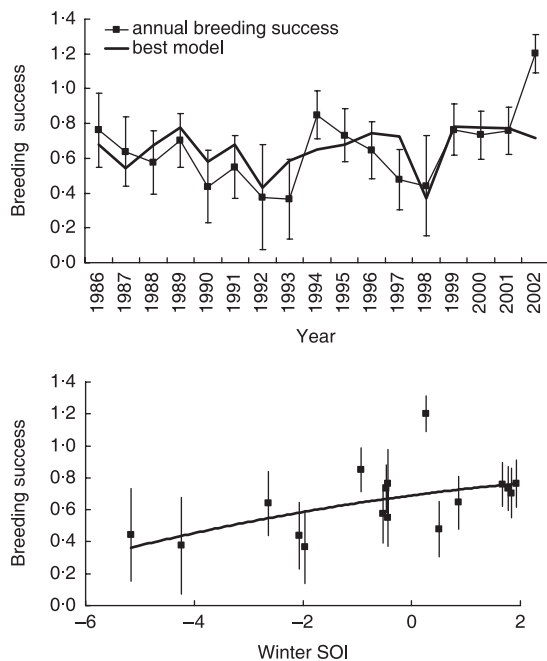 annual breeding success
best model
Breeding success
1·4
1·2
1·0
0·8
0·6
0·4
0·2
0·0
1986 1987 1988 1989 1990 1991 1992 1993 1994 1995 1996 1997 1998 1999 2000 2001 2002
Year
Breeding success
1·4
1·2
1·0
0·8
0·6
0·4
0·2
0·0
−6 −4 −2 0 2
Winter SOI